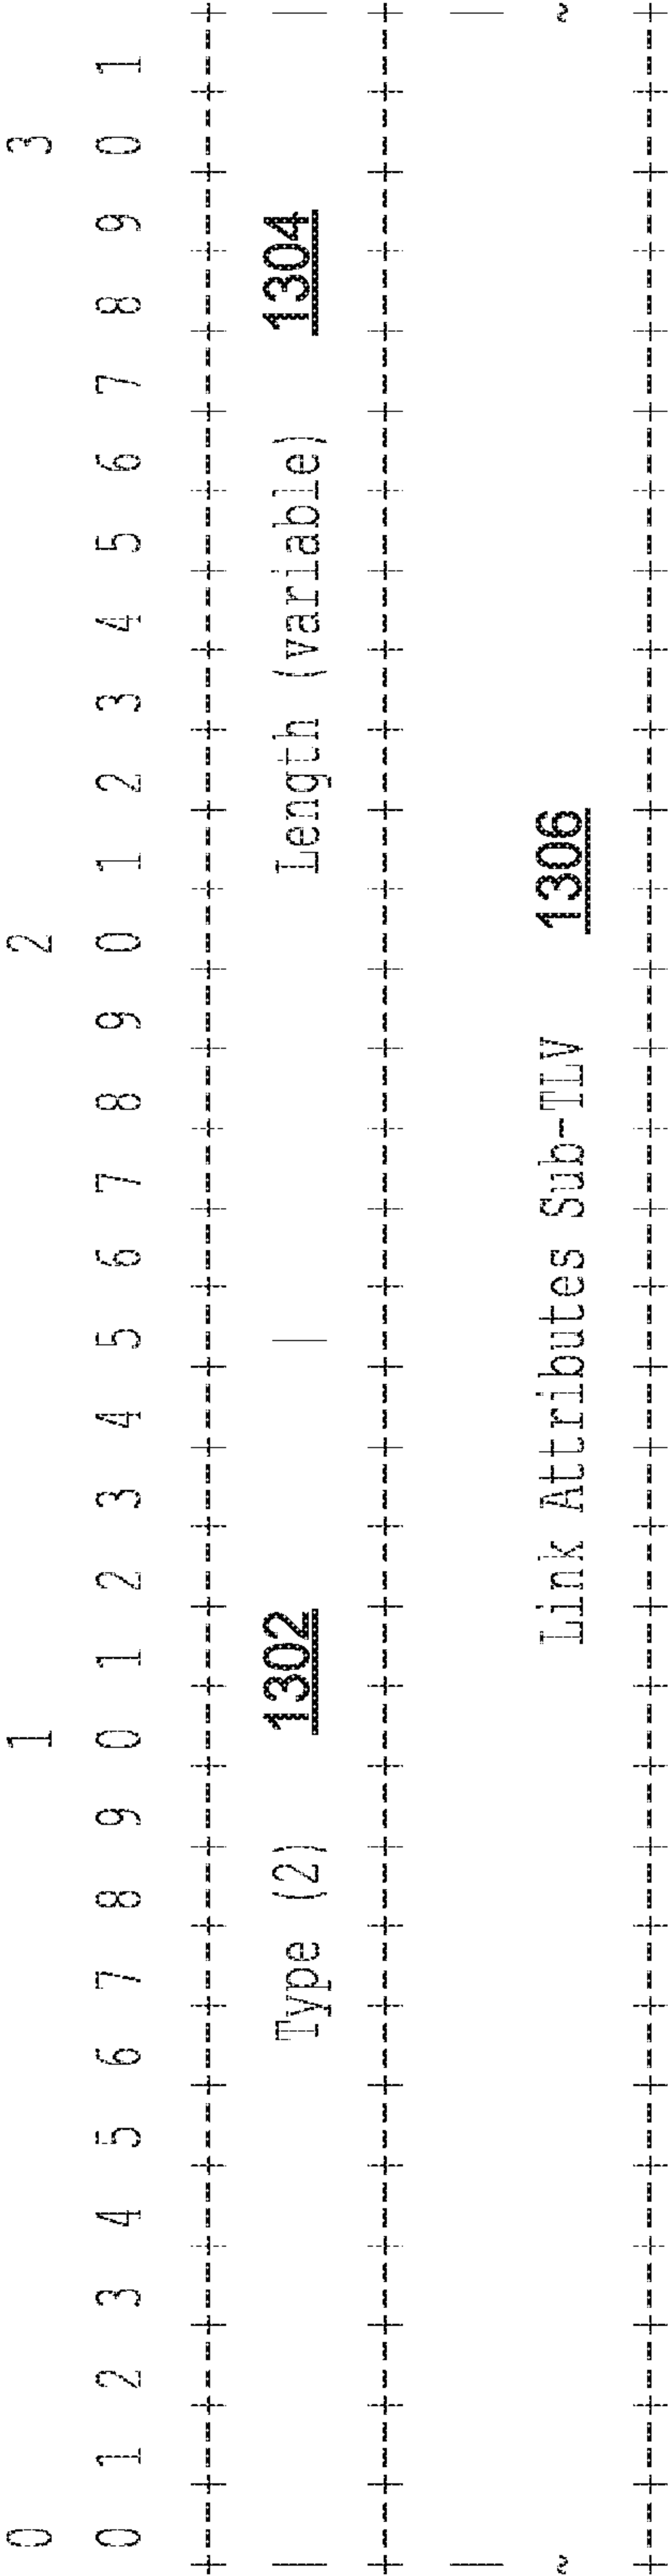 0                   1                   2                   3
0 1 2 3 4 5 6 7 8 9 0 1 2 3 4 5 6 7 8 9 0 1 2 3 4 5 6 7 8 9 0 1
+-+-+-+-+-+-+-+-+-+-+-+-+-+-+-+-+-+-+-+-+-+-+-+-+-+-+-+-+-+-+-+-+
| Type (2) 1302 | Length (variable) 1304 |
+-+-+-+-+-+-+-+-+-+-+-+-+-+-+-+-+-+-+-+-+-+-+-+-+-+-+-+-+-+-+-+-+
| |
~ Link Attributes Sub-TLV 1306 ~
+-+-+-+-+-+-+-+-+-+-+-+-+-+-+-+-+-+-+-+-+-+-+-+-+-+-+-+-+-+-+-+-+